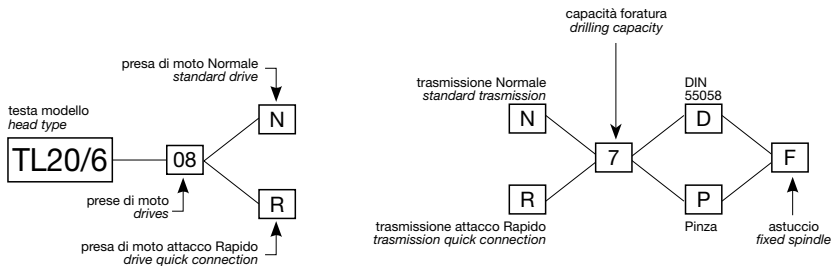 presa di moto Normale
standard drive
N
testa modello
head type
TL20/6
08
prese di moto
drives
R
presa di moto attacco Rapido
drive quick connection
capacità foratura
drilling capacity
trasmissione Normale
standard trasmission
N
DIN
55058
D
7
F
R
trasmissione attacco Rapido
trasmission quick connection
P
Pinza
astuccio
fixed spindle